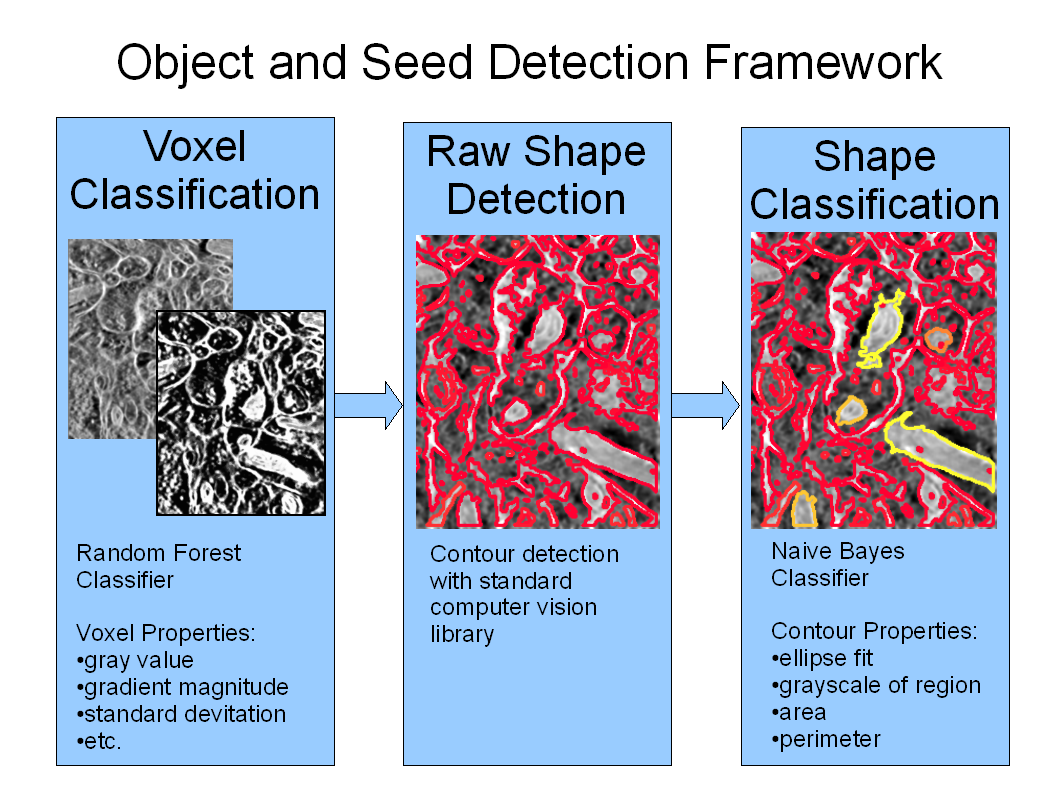 Object and Seed Detection Framework
Voxel
Classification
Random Forest
Classifier
Voxel Properties:
•gray value
•gradient magnitude
•standard devitation
•etc.
Raw Shape
Detection
Contour detection
with standard
computer vision
library
Shape
Classification
Naive Bayes
Classifier
Contour Properties:
•ellipse fit
•grayscale of region
•area
•perimeter